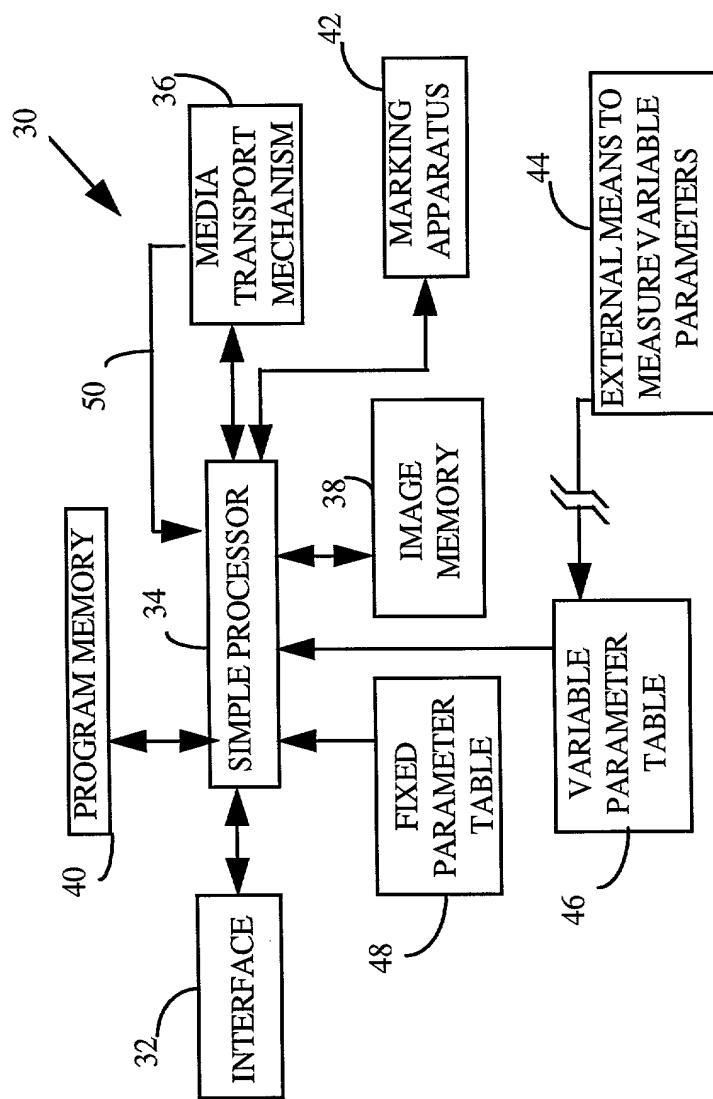 30
50
36
MEDIA
TRANSPORT
MECHANISM
42
MARKING
APPARATUS
PROGRAM MEMORY
40
34
SIMPLE PROCESSOR
38
IMAGE
MEMORY
32
INTERFACE
48
FIXED
PARAMETER
TABLE
46
VARIABLE
PARAMETER
TABLE
44
EXTERNAL MEANS TO
MEASURE VARIABLE
PARAMETERS